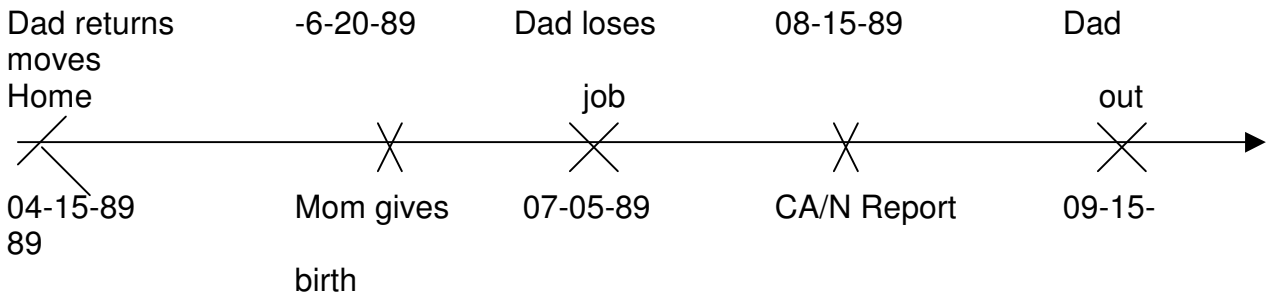 Dad returns -6-20-89 Dad loses 08-15-89 Dad
moves
Home job out
04-15-89 Mom gives 07-05-89 CA/N Report 09-15-
89
birth